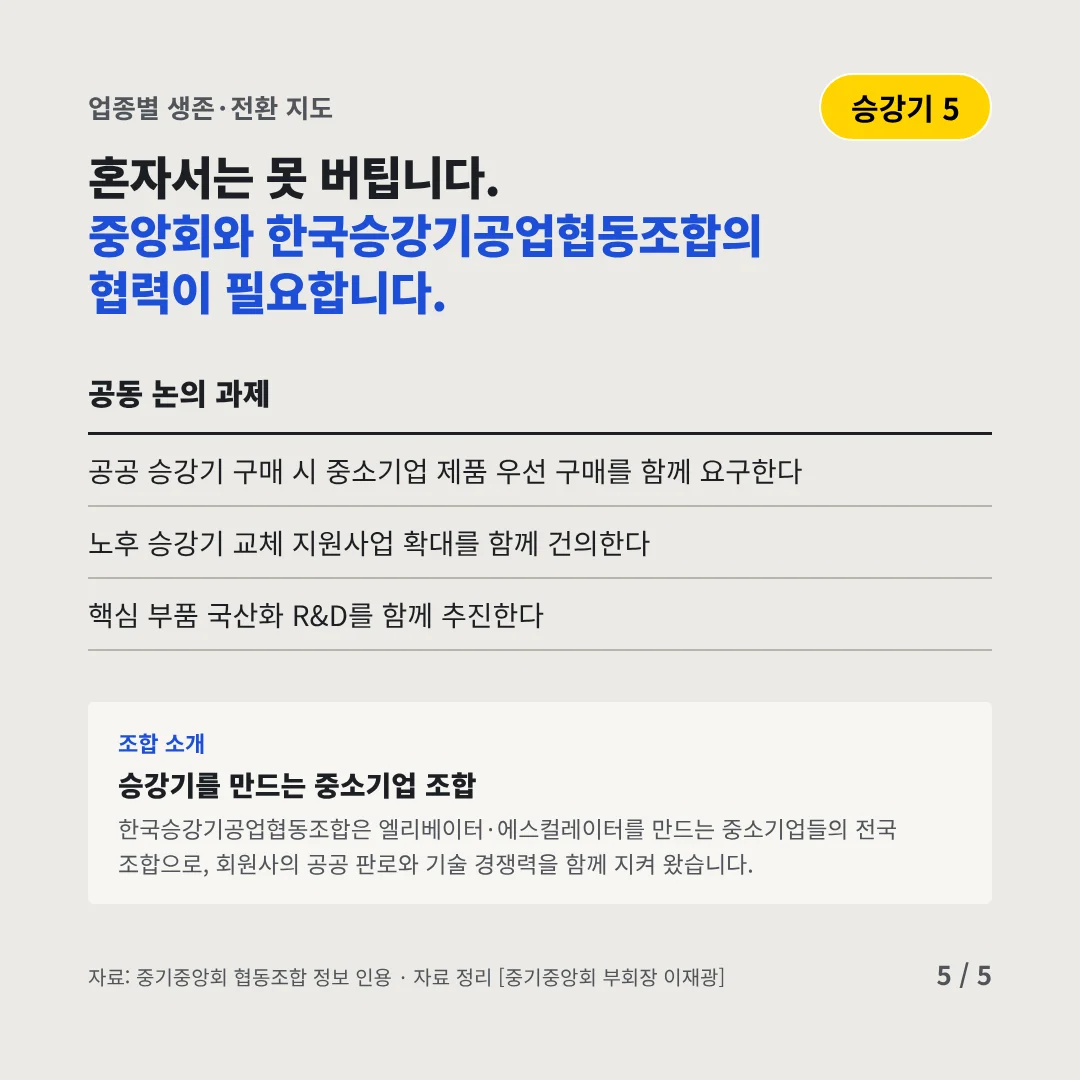 업종별 생존·전환 지도
승강기 5
혼자서는 못 버팁니다.
중앙회와 한국승강기공업협동조합의
협력이 필요합니다.
공동 논의 과제
공공 승강기 구매 시 중소기업 제품 우선 구매를 함께 요구한다
노후 승강기 교체 지원사업 확대를 함께 건의한다
핵심 부품 국산화 R&D를 함께 추진한다
조합 소개
승강기를 만드는 중소기업 조합
한국승강기공업협동조합은 엘리베이터·에스컬레이터를 만드는 중소기업들의 전국
조합으로, 회원사의 공공 판로와 기술 경쟁력을 함께 지켜 왔습니다.
자료: 중기중앙회 협동조합 정보 인용 · 자료 정리 [중기중앙회 부회장 이재광]
5 / 5